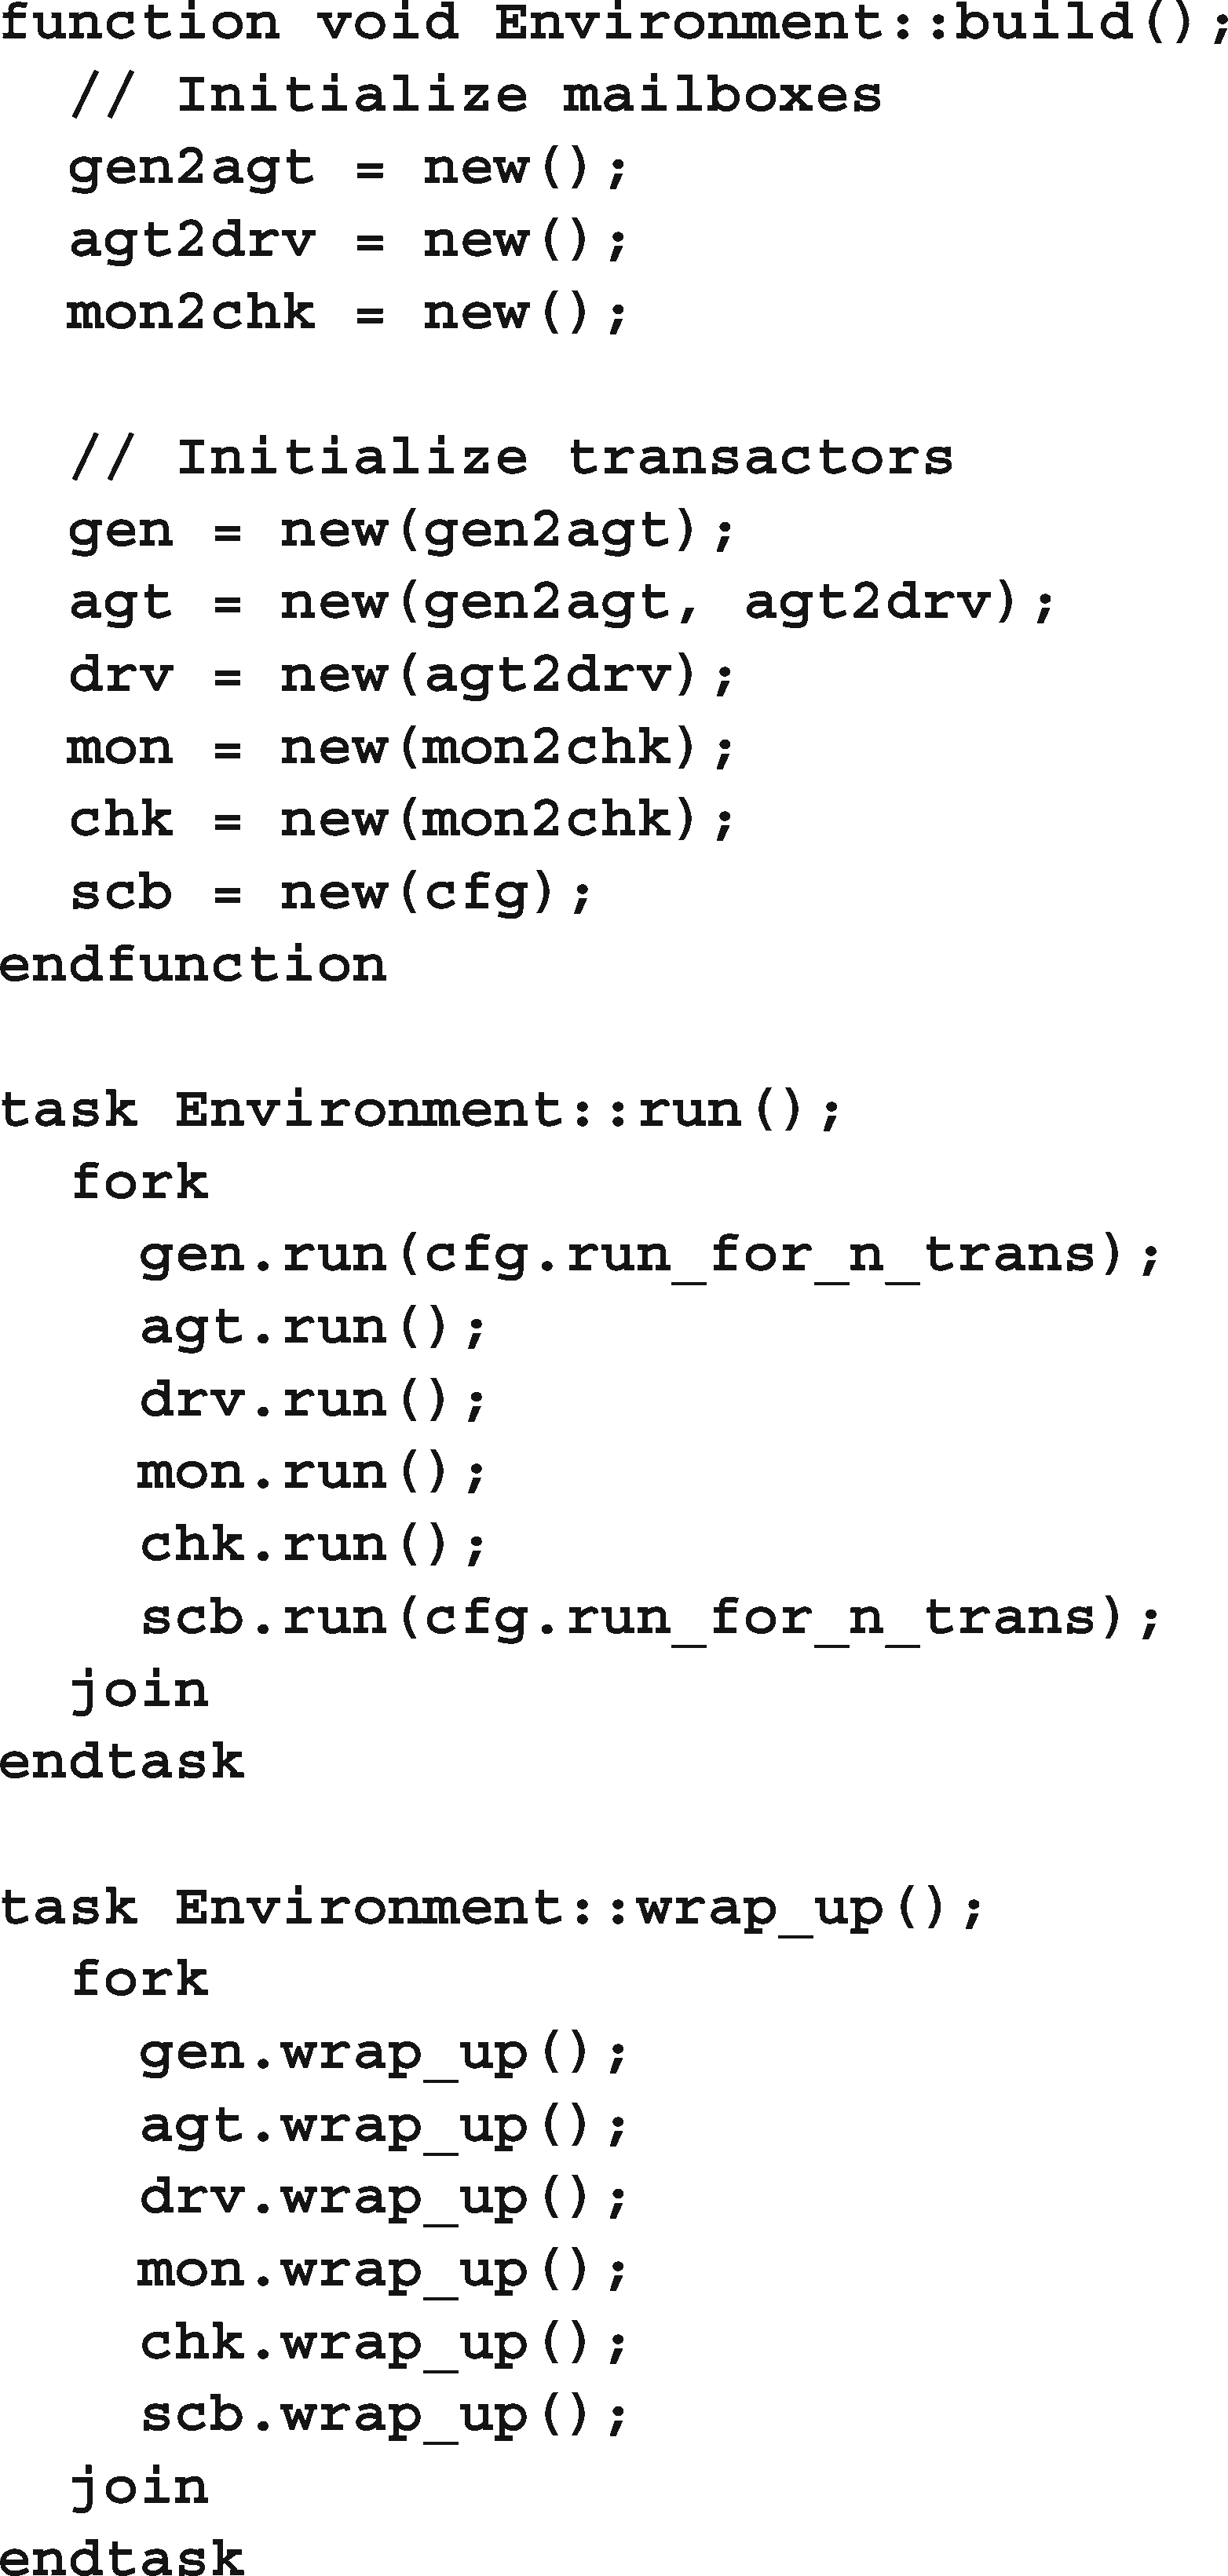 function void Environment::build();
  // Initialize mailboxes
  gen2agt = new();
  agt2drv = new();
  mon2chk = new();

  // Initialize transactors
  gen = new(gen2agt);
  agt = new(gen2agt, agt2drv);
  drv = new(agt2drv);
  mon = new(mon2chk);
  chk = new(mon2chk);
  scb = new(cfg);
endfunction

task Environment::run();
  fork
    gen.run(cfg.run_for_n_trans);
    agt.run();
    drv.run();
    mon.run();
    chk.run();
    scb.run(cfg.run_for_n_trans);
  join
endtask

task Environment::wrap_up();
  fork
    gen.wrap_up();
    agt.wrap_up();
    drv.wrap_up();
    mon.wrap_up();
    chk.wrap_up();
    scb.wrap_up();
  join
endtask